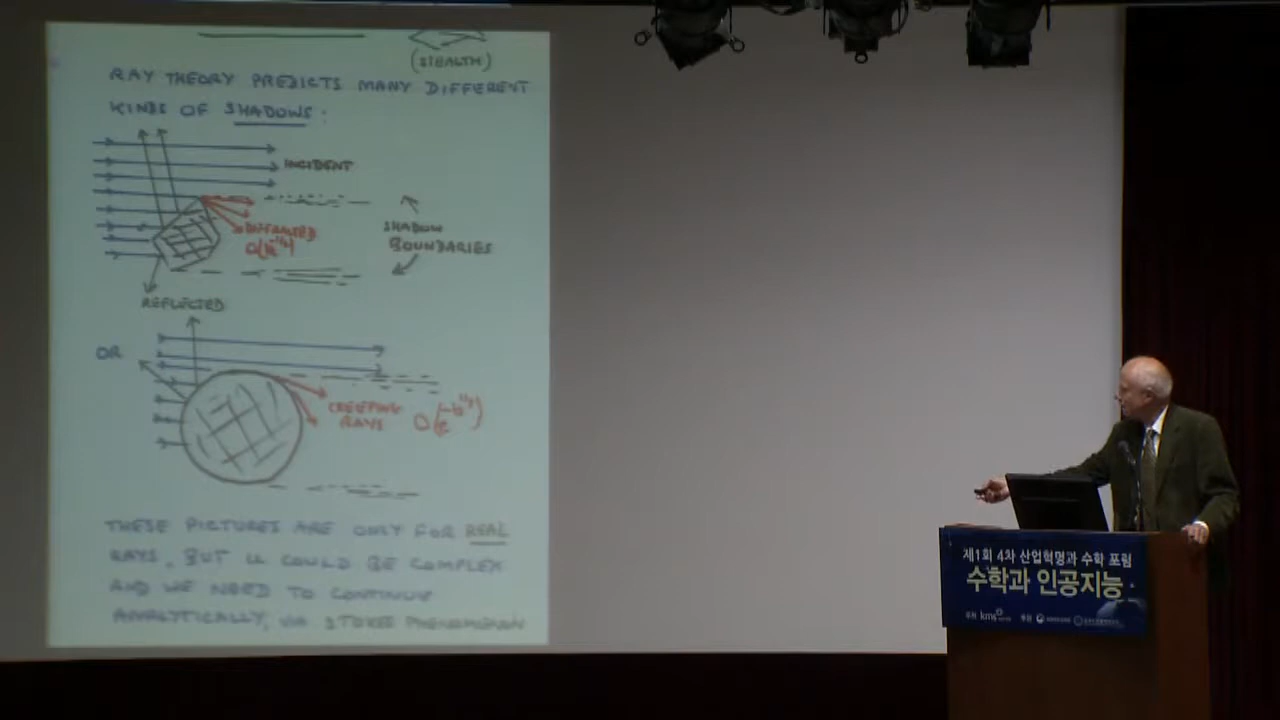 (STEALTH)
RAY THEORY PREDICTS MANY DIFFERENT
KINDS OF SHADOWS:
INCIDENT
DIFFRACTED
SHADOW
BOUNDARIES
REFLECTED
OR
CREEPING
RAYS
THESE PICTURES ARE ONLY FOR REAL
RAYS, BUT U COULD BE COMPLEX
AND WE NEED TO CONTINUE
ANALYTICALLY, VIA STOKES PHENOMENON
제1회 4차 산업혁명과 수학 포럼
수학과 인공지능
주최 kms